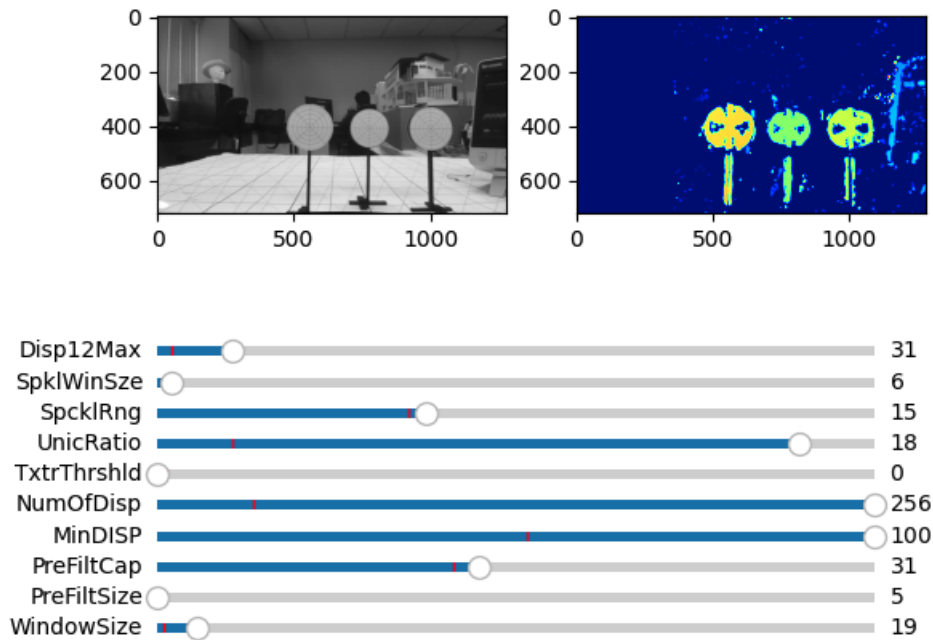 0
200
400
600
0 500 1000
0
200
400
600
0 500 1000
Disp12Max 31
SpklWinSze 6
SpcklRng 15
UnicRatio 18
TxtrThrshld 0
NumOfDisp 256
MinDISP 100
PreFiltCap 31
PreFiltSize 5
WindowSize 19